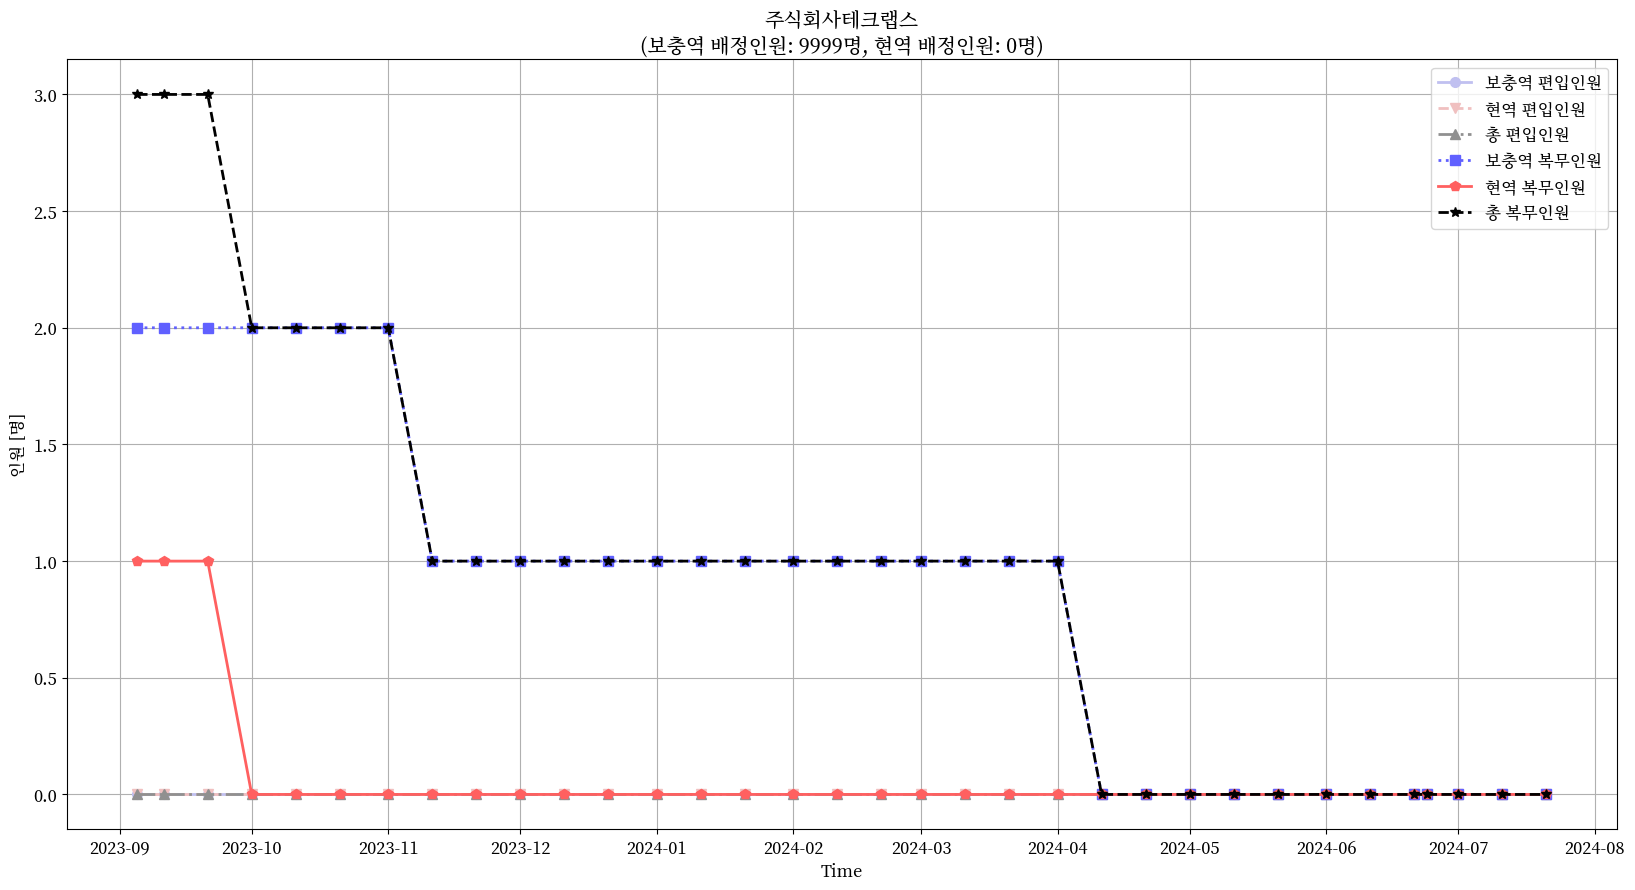 주식회사테크랩스
(보충역 배정인원: 9999명, 현역 배정인원: 0명)
보충역 편입인원
현역 편입인원
총 편입인원
보충역 복무인원
현역 복무인원
총 복무인원
인원 [명]
3.0
2.5
2.0
1.5
1.0
0.5
0.0
2023-09
2023-10
2023-11
2023-12
2024-01
2024-02
2024-03
2024-04
2024-05
2024-06
2024-07
2024-08
Time